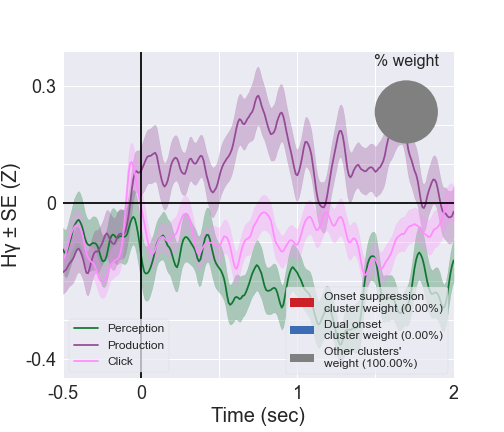 % weight
0.3
0
-0.4
Hγ ± SE (Z)
Perception
Production
Click
Onset suppression
cluster weight (0.00%)
Dual onset
cluster weight (0.00%)
Other clusters'
weight (100.00%)
-0.5
0
1
2
Time (sec)